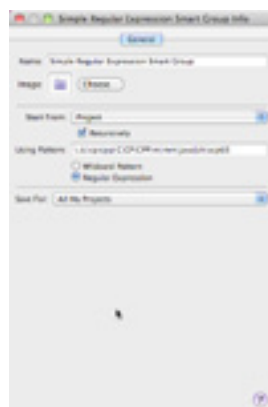 Simple Regular Expression Smart Group Info
General
Name: Simple Regular Expression Smart Group
Image: Choose...
Start From: Project
Recursively
Using Pattern:
Wildcard Pattern
Regular Expression
Save For: All My Projects
?